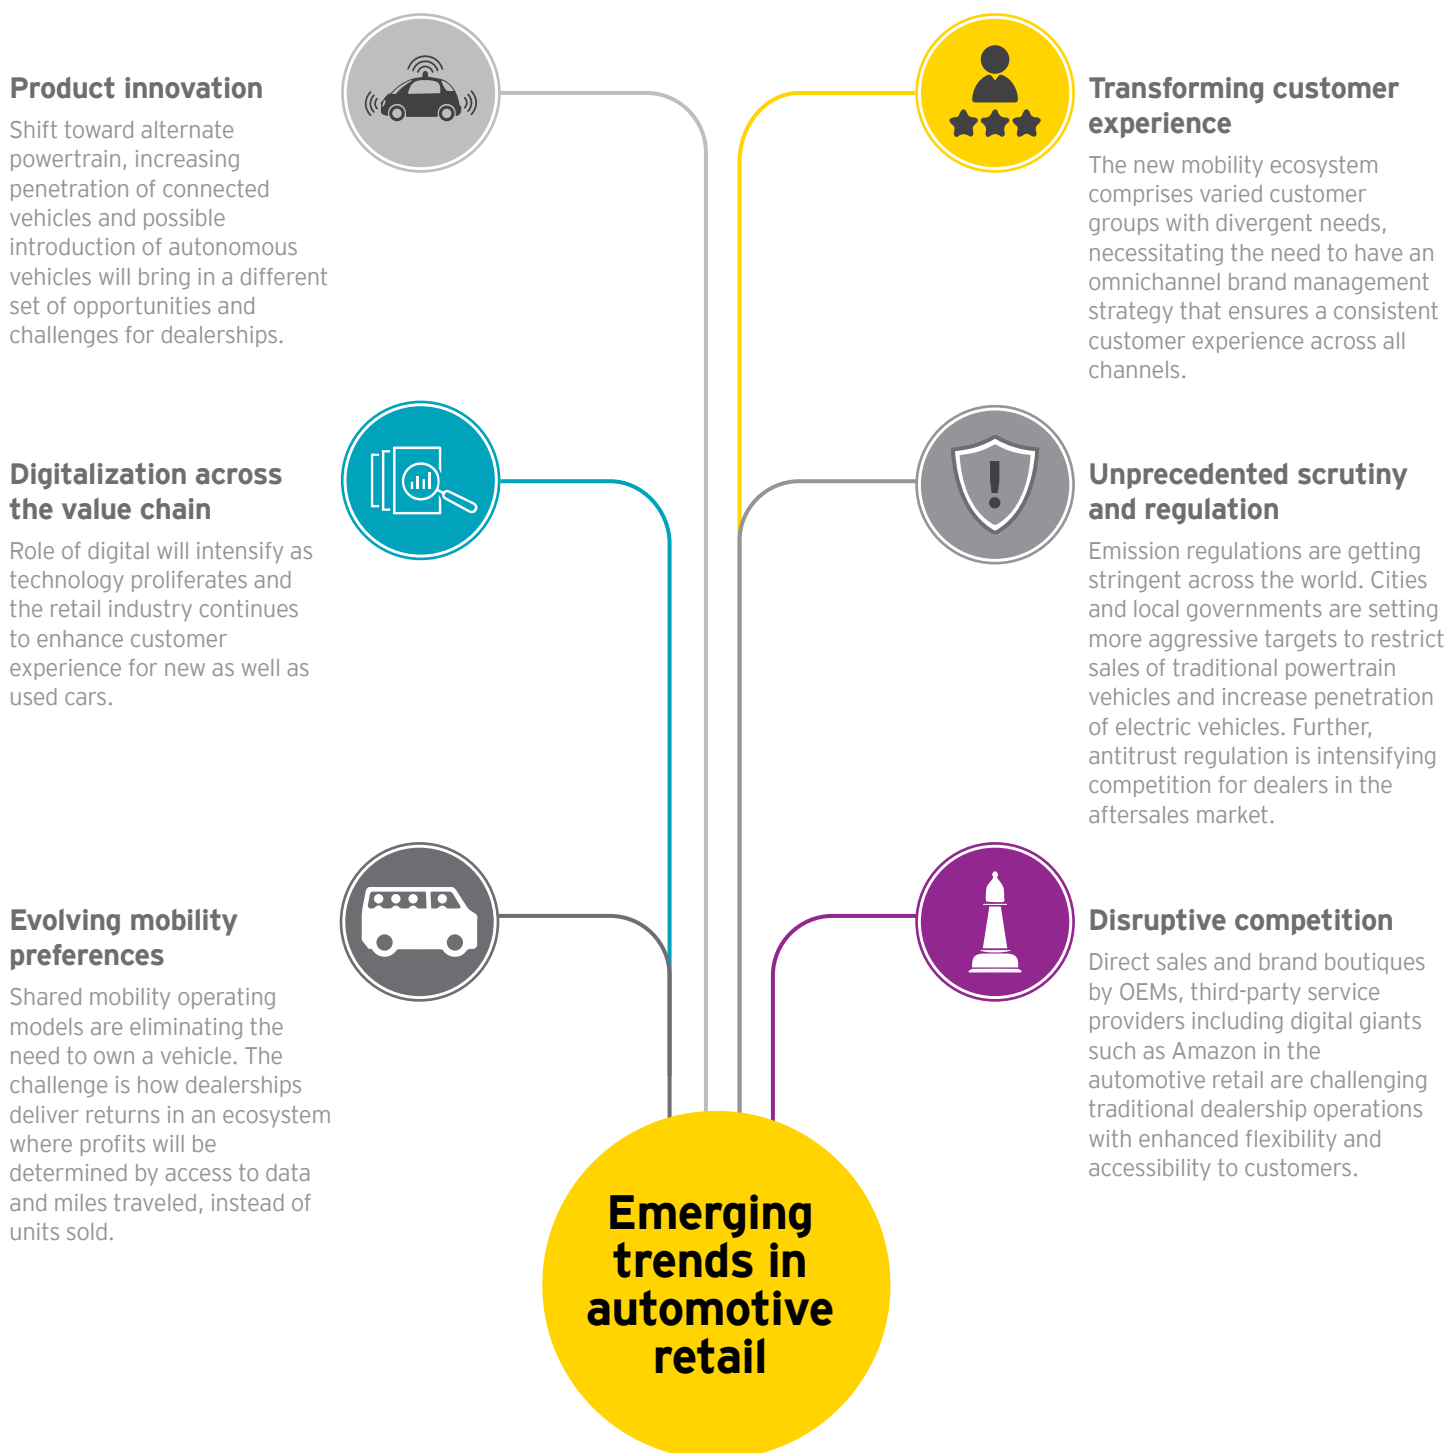 Product innovation
Shift toward alternate
powertrain, increasing
penetration of connected
vehicles and possible
introduction of autonomous
vehicles will bring in a different
set of opportunities and
challenges for dealerships.
Digitalization across
the value chain
Role of digital will intensify as
technology proliferates and
the retail industry continues
to enhance customer
experience for new as well as
used cars.
Evolving mobility
preferences
Shared mobility operating
models are eliminating the
need to own a vehicle. The
challenge is how dealerships
deliver returns in an ecosystem
where profits will be
determined by access to data
and miles traveled, instead of
units sold.
Transforming customer
experience
The new mobility ecosystem
comprises varied customer
groups with divergent needs,
necessitating the need to have an
omnichannel brand management
strategy that ensures a consistent
customer experience across all
channels.
Unprecedented scrutiny
and regulation
Emission regulations are getting
stringent across the world. Cities
and local governments are setting
more aggressive targets to restrict
sales of traditional powertrain
vehicles and increase penetration
of electric vehicles. Further,
antitrust regulation is intensifying
competition for dealers in the
aftersales market.
Disruptive competition
Direct sales and brand boutiques
by OEMs, third-party service
providers including digital giants
such as Amazon in the
automotive retail are challenging
traditional dealership operations
with enhanced flexibility and
accessibility to customers.
Emerging
trends in
automotive
retail